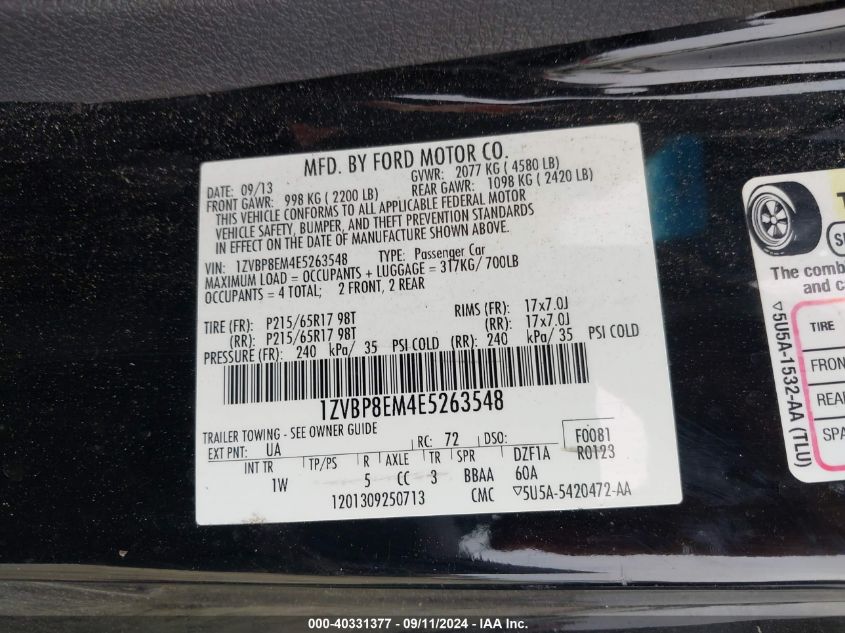 MFD. BY FORD MOTOR CO.
DATE: 09/13 GVWR: 2077 KG ( 4580 LB)
FRONT GAWR: 998 KG ( 2200 LB) REAR GAWR: 1098 KG ( 2420 LB)
THIS VEHICLE CONFORMS TO ALL APPLICABLE FEDERAL MOTOR
VEHICLE SAFETY, BUMPER, AND THEFT PREVENTION STANDARDS
IN EFFECT ON THE DATE OF MANUFACTURE SHOWN ABOVE.
VIN: 1ZVBP8EM4E5263548 TYPE: Passenger Car
MAXIMUM LOAD = OCCUPANTS + LUGGAGE = 317KG/ 700LB
OCCUPANTS = 4 TOTAL; 2 FRONT, 2 REAR
TIRE (FR): P215/65R17 98T RIMS (FR): 17x7.0J
(RR): P215/65R17 98T (RR): 17x7.0J
PRESSURE (FR): 240 kPa/ 35 PSI COLD (RR): 240 kPa/ 35 PSI COLD
1ZVBP8EM4E5263548
TRAILER TOWING - SEE OWNER GUIDE
EXT PNT: UA RC: 72 DSO: F0081
R0123
INT TR TP/PS R AXLE TR SPR DZF1A
1W 5 CC 3 BBAA 60A
1201309250713 CMC ▽5U5A-5420472-AA
The comb
and c
TIRE
FRON
REA
SPA
▽5U5A-1532-AA (TLU)
000-40331377 - 09/11/2024 - IAA Inc.